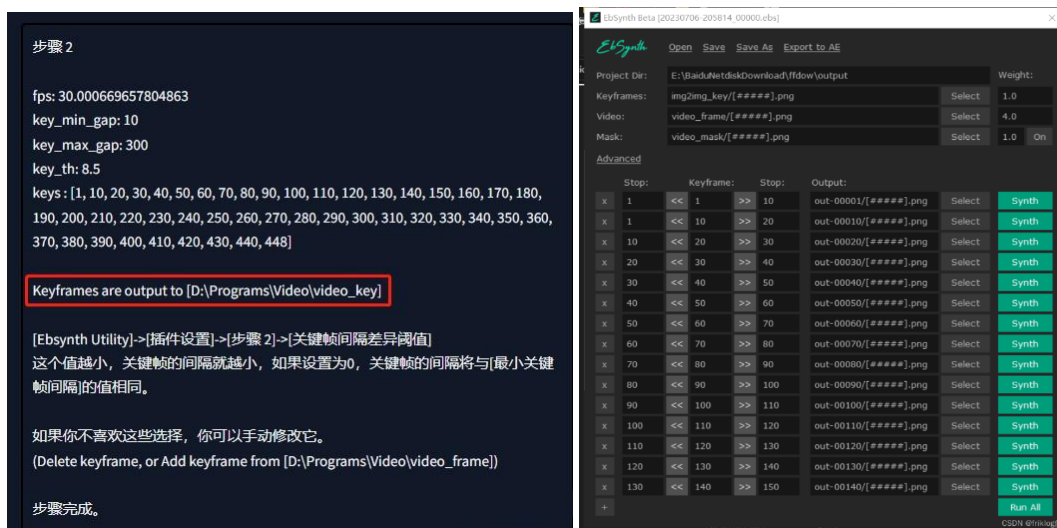 步骤 2
fps: 30.000669657804863
key_min_gap: 10
key_max_gap: 300
key_th: 8.5
keys : [1, 10, 20, 30, 40, 50, 60, 70, 80, 90, 100, 110, 120, 130, 140, 150, 160, 170, 180,
190, 200, 210, 220, 230, 240, 250, 260, 270, 280, 290, 300, 310, 320, 330, 340, 350, 360,
370, 380, 390, 400, 410, 420, 430, 440, 448]
Keyframes are output to [D:\Programs\Video\video_key]
[Ebsynth Utility]->[插件设置]->[步骤 2]->[关键帧间隔差异阈值]
这个值越小，关键帧的间隔就越小，如果设置为0，关键帧的间隔将与[最小关键
帧间隔]的值相同。
如果你不喜欢这些选择，你可以手动修改它。
(Delete keyframe, or Add keyframe from [D:\Programs\Video\video_frame])
步骤完成。
EbSynth Beta [20230706-205814_00000.ebs]
EbSynth Open Save Save As Export to AE
Project Dir: E:\BaiduNetdiskDownload\ffdow\output Weight:
Keyframes: img2img_key/[#####].png Select 1.0
Video: video_frame/[#####].png Select 4.0
Mask: video_mask/[#####].png Select 1.0 On
Advanced
Stop: Keyframe: Stop: Output:
x 1 << 1 >> 10 out-00001/[#####].png Select Synth
x 1 << 10 >> 20 out-00010/[#####].png Select Synth
x 10 << 20 >> 30 out-00020/[#####].png Select Synth
x 20 << 30 >> 40 out-00030/[#####].png Select Synth
x 30 << 40 >> 50 out-00040/[#####].png Select Synth
x 40 << 50 >> 60 out-00050/[#####].png Select Synth
x 50 << 60 >> 70 out-00060/[#####].png Select Synth
x 60 << 70 >> 80 out-00070/[#####].png Select Synth
x 70 << 80 >> 90 out-00080/[#####].png Select Synth
x 80 << 90 >> 100 out-00090/[#####].png Select Synth
x 90 << 100 >> 110 out-00100/[#####].png Select Synth
x 100 << 110 >> 120 out-00110/[#####].png Select Synth
x 110 << 120 >> 130 out-00120/[#####].png Select Synth
x 120 << 130 >> 140 out-00130/[#####].png Select Synth
x 130 << 140 >> 150 out-00140/[#####].png Select Synth
+ Run All
CSDN